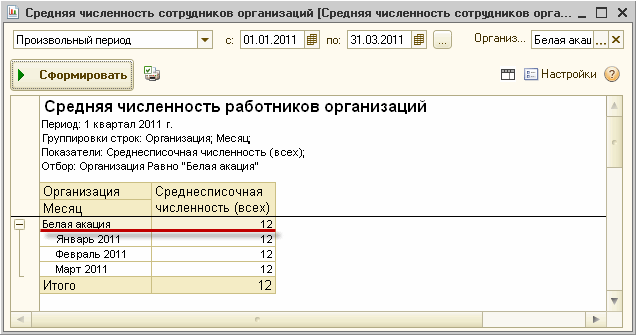 Средняя численность сотрудников организаций [Средняя численность сотрудников орга...
Произвольный период с: 01.01.2011 по: 31.03.2011 ... Организ... Белая акац ... ×
Сформировать Настройки ?
Средняя численность работников организаций
Период: 1 квартал 2011 г.
Группировки строк: Организация; Месяц;
Показатели: Среднесписочная численность (всех);
Отбор: Организация Равно "Белая акация"
Организация Среднесписочная
Месяц численность (всех)
Белая акация 12
Январь 2011 12
Февраль 2011 12
Март 2011 12
Итого 12